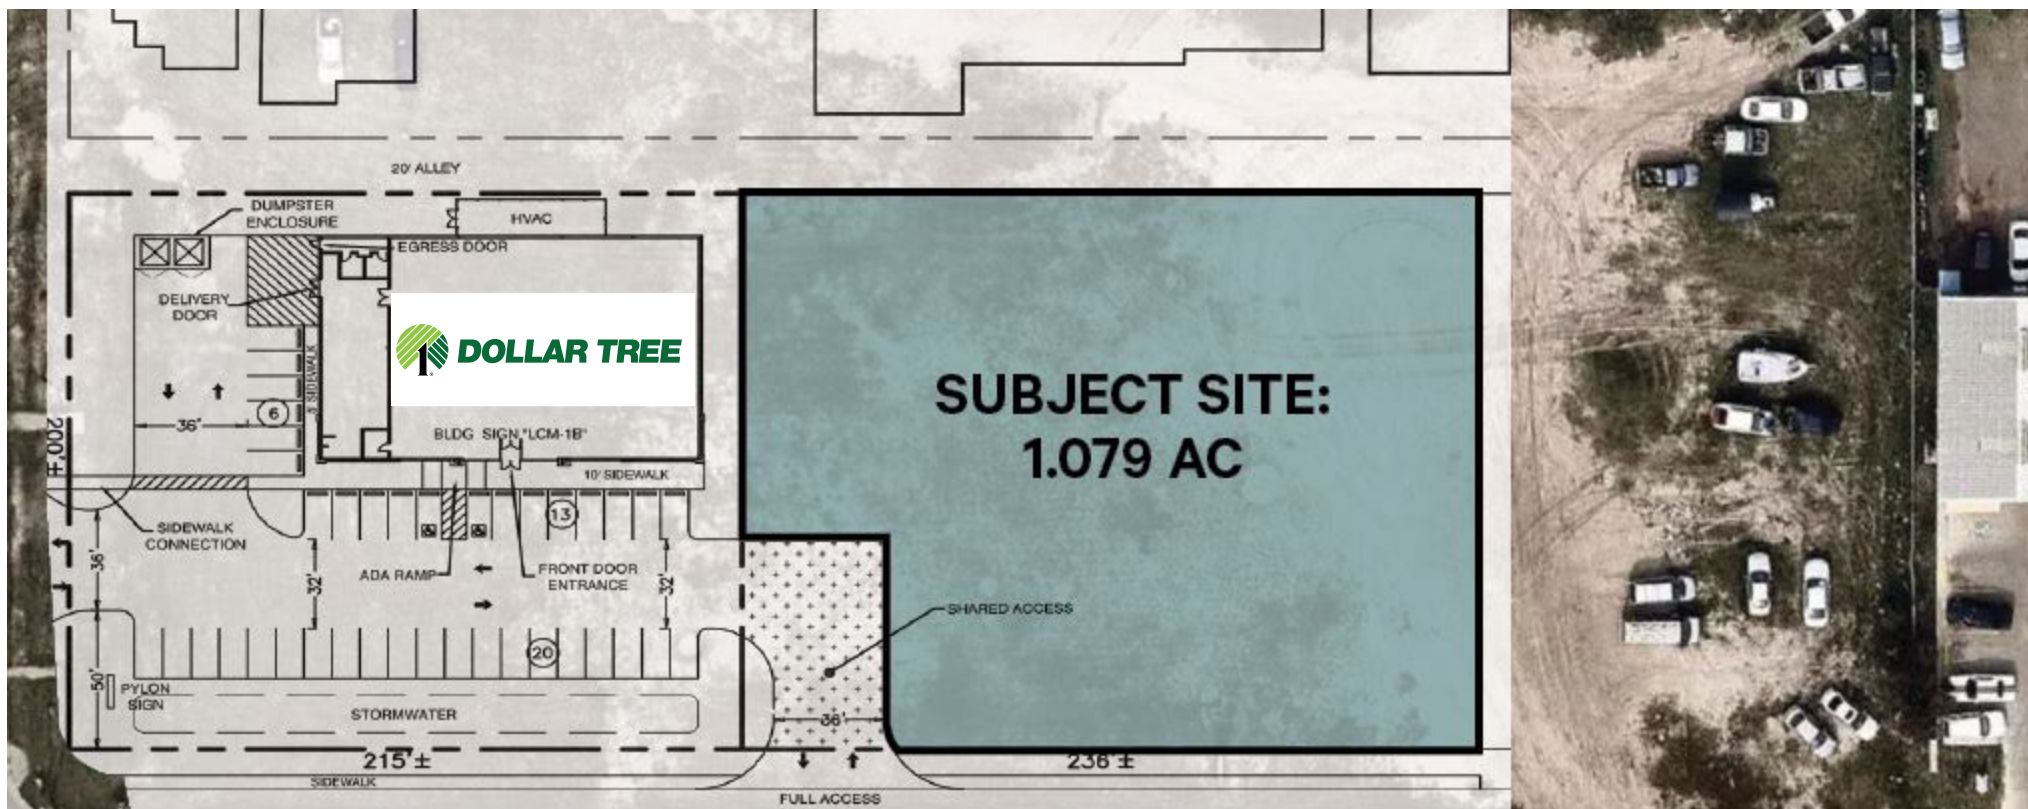 20' ALLEY
DUMPSTER
ENCLOSURE
HVAC
EGRESS DOOR
DELIVERY
DOOR
DOLLAR TREE
SUBJECT SITE:
1.079 AC
5' SIDEWALK
6
36'
200'±
BLDG SIGN "LCM-1B"
10' SIDEWALK
13
SIDEWALK
CONNECTION
36'
32'
ADA RAMP
FRONT DOOR
ENTRANCE
32'
SHARED ACCESS
20
50'
PYLON
SIGN
STORMWATER
36'
215'±
236'±
SIDEWALK
FULL ACCESS